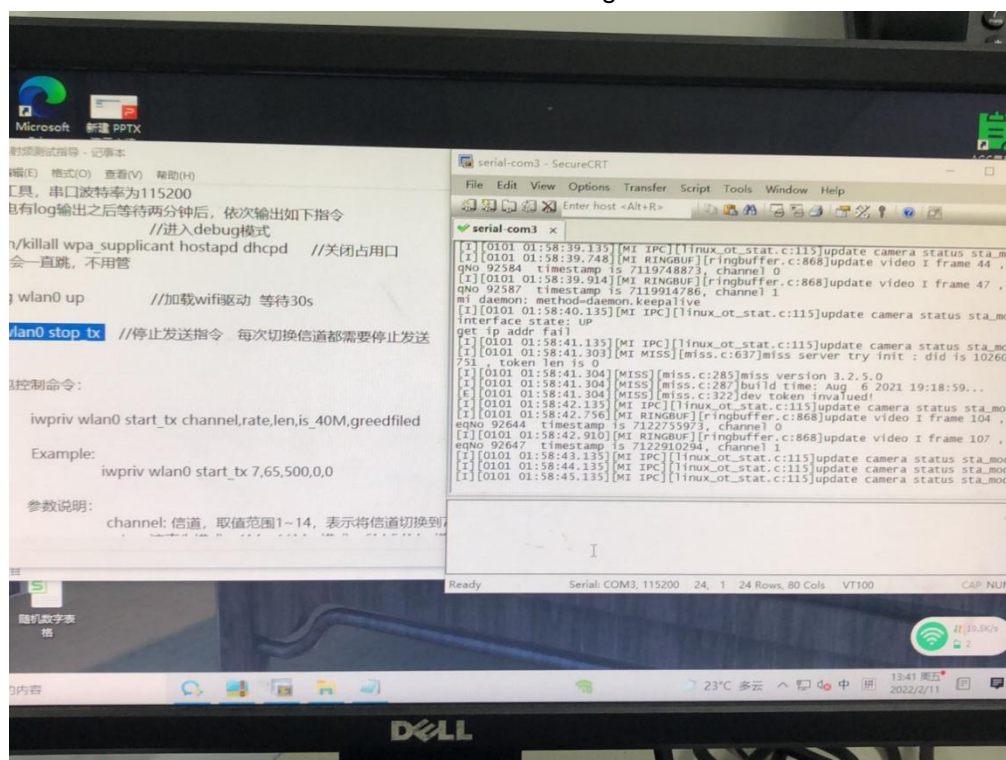 Microsoft
新建 PPTX
射频测试指导 - 记事本
编辑(E) 格式(O) 查看(V) 帮助(H)
工具，串口波特率为115200
电有log输出之后等待两分钟后，依次输出如下指令
//进入debug模式
n/killall wpa_supplicant hostapd dhcpd //关闭占用口
会一直跳，不用管
wlan0 up //加载wifi驱动 等待30s
wlan0 stop_tx //停止发送指令 每次切换信道都需要停止发送
控制命令：
iwpriv wlan0 start_tx channel,rate,len,is_40M,greedfiled
Example:
iwpriv wlan0 start_tx 7,65,500,0,0
参数说明：
channel: 信道，取值范围1~14，表示将信道切换到
serial-com3 - SecureCRT
File Edit View Options Transfer Script Tools Window Help
Enter host <Alt+R>
serial-com3 ×
[I][0101 01:58:39.135][MI IPC][linux_ot_stat.c:115]update camera status sta_m
[I][0101 01:58:39.748][MI RINGBUF][ringbuffer.c:868]update video I frame 44 ,
qNo 92584 timestamp is 7119748873, channel 0
[I][0101 01:58:39.914][MI RINGBUF][ringbuffer.c:868]update video I frame 47 ,
qNo 92587 timestamp is 7119914786, channel 1
mi daemon: method=daemon.keepalive
[I][0101 01:58:40.135][MI IPC][linux_ot_stat.c:115]update camera status sta_mo
interface state: UP
get ip addr fail
[I][0101 01:58:41.135][MI IPC][linux_ot_stat.c:115]update camera status sta_mo
[I][0101 01:58:41.303][MI MISS][miss.c:637]miss server try init : did is 10260
751 , token len is 0
[I][0101 01:58:41.304][MISS][miss.c:285]miss version 3.2.5.0
[I][0101 01:58:41.304][MISS][miss.c:287]build time: Aug 6 2021 19:18:59...
[E][0101 01:58:41.304][MISS][miss.c:322]dev token invalued!
[I][0101 01:58:42.135][MI IPC][linux_ot_stat.c:115]update camera status sta_mo
[I][0101 01:58:42.756][MI RINGBUF][ringbuffer.c:868]update video I frame 104 ,
eqNo 92644 timestamp is 7122755973, channel 0
[I][0101 01:58:42.910][MI RINGBUF][ringbuffer.c:868]update video I frame 107 ,
eqNo 92647 timestamp is 7122910294, channel 1
[I][0101 01:58:43.135][MI IPC][linux_ot_stat.c:115]update camera status sta_mod
[I][0101 01:58:44.135][MI IPC][linux_ot_stat.c:115]update camera status sta_mod
[I][0101 01:58:45.135][MI IPC][linux_ot_stat.c:115]update camera status sta_mod
Ready Serial: COM3, 115200 24, 1 24 Rows, 80 Cols VT100 CAP NUM
随机数字表
格
10.5K/s
2
的内容
23°C 多云 中 拼 13:41 周五
2022/2/11
DELL